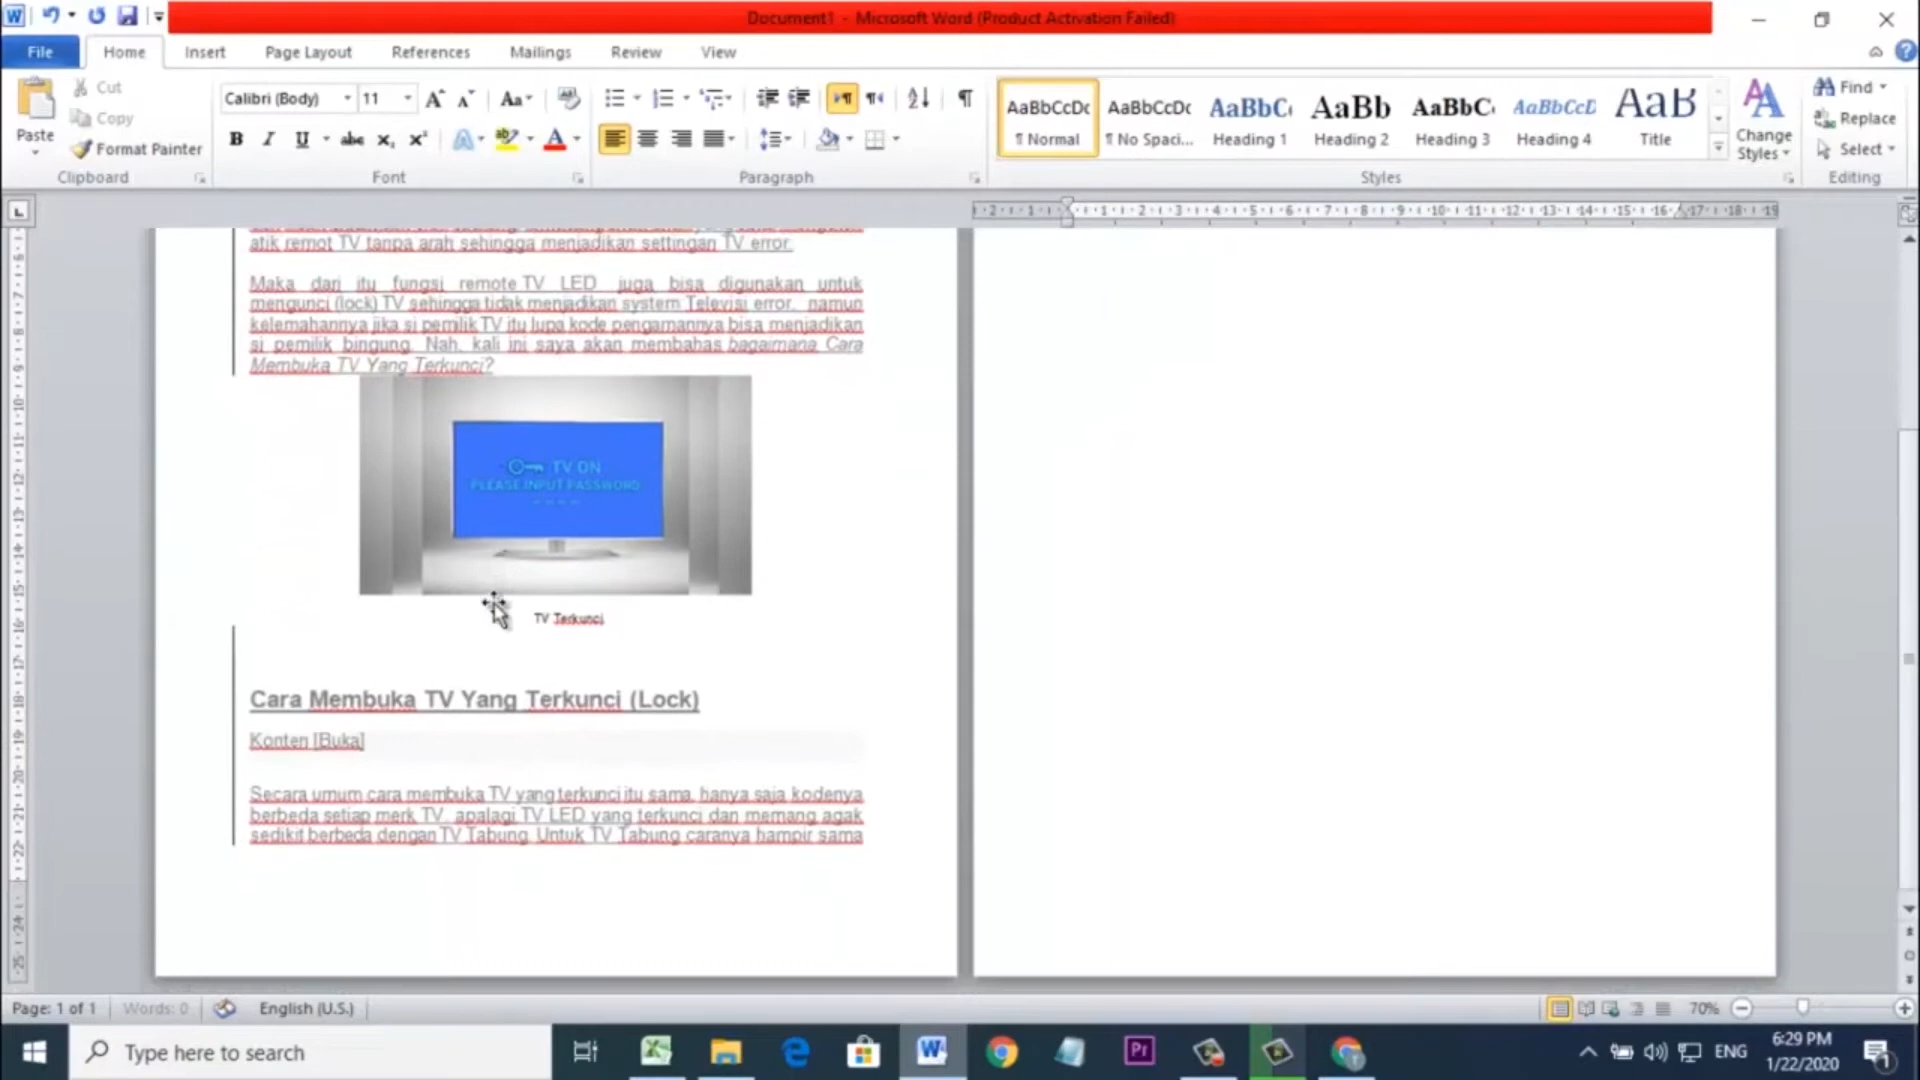 Document1 - Microsoft Word (Product Activation Failed)
File Home Insert Page Layout References Mailings Review View
Paste
Cut
Copy
Format Painter
Clipboard
Calibri (Body) 11
Font
Paragraph
AaBbCcDc AaBbCcDc AaBbC AaBb AaBbC AaBbCcD AaB
¶ Normal ¶ No Spaci... Heading 1 Heading 2 Heading 3 Heading 4 Title
Change Styles
Styles
Find
Replace
Select
Editing
atik remot TV tanpa arah sehingga menjadikan settingan TV error.
Maka dari itu fungsi remote TV LED juga bisa digunakan untuk
mengunci (lock) TV sehingga tidak menjadikan system Televisi error, namun
kelemahannya jika si pemilik TV itu lupa kode pengamannya bisa menjadikan
si pemilik bingung. Nah, kali ini saya akan membahas bagaimana Cara
Membuka TV Yang Terkunci?
TV ON
PLEASE INPUT PASSWORD
TV Terkunci
Cara Membuka TV Yang Terkunci (Lock)
Konten [Buka]
Secara umum cara membuka TV yang terkunci itu sama, hanya saja kodenya
berbeda setiap merk TV, apalagi TV LED yang terkunci dan memang agak
sedikit berbeda dengan TV Tabung. Untuk TV Tabung caranya hampir sama
Page: 1 of 1 Words: 0 English (U.S.) 70%
Type here to search
ENG
6:29 PM
1/22/2020